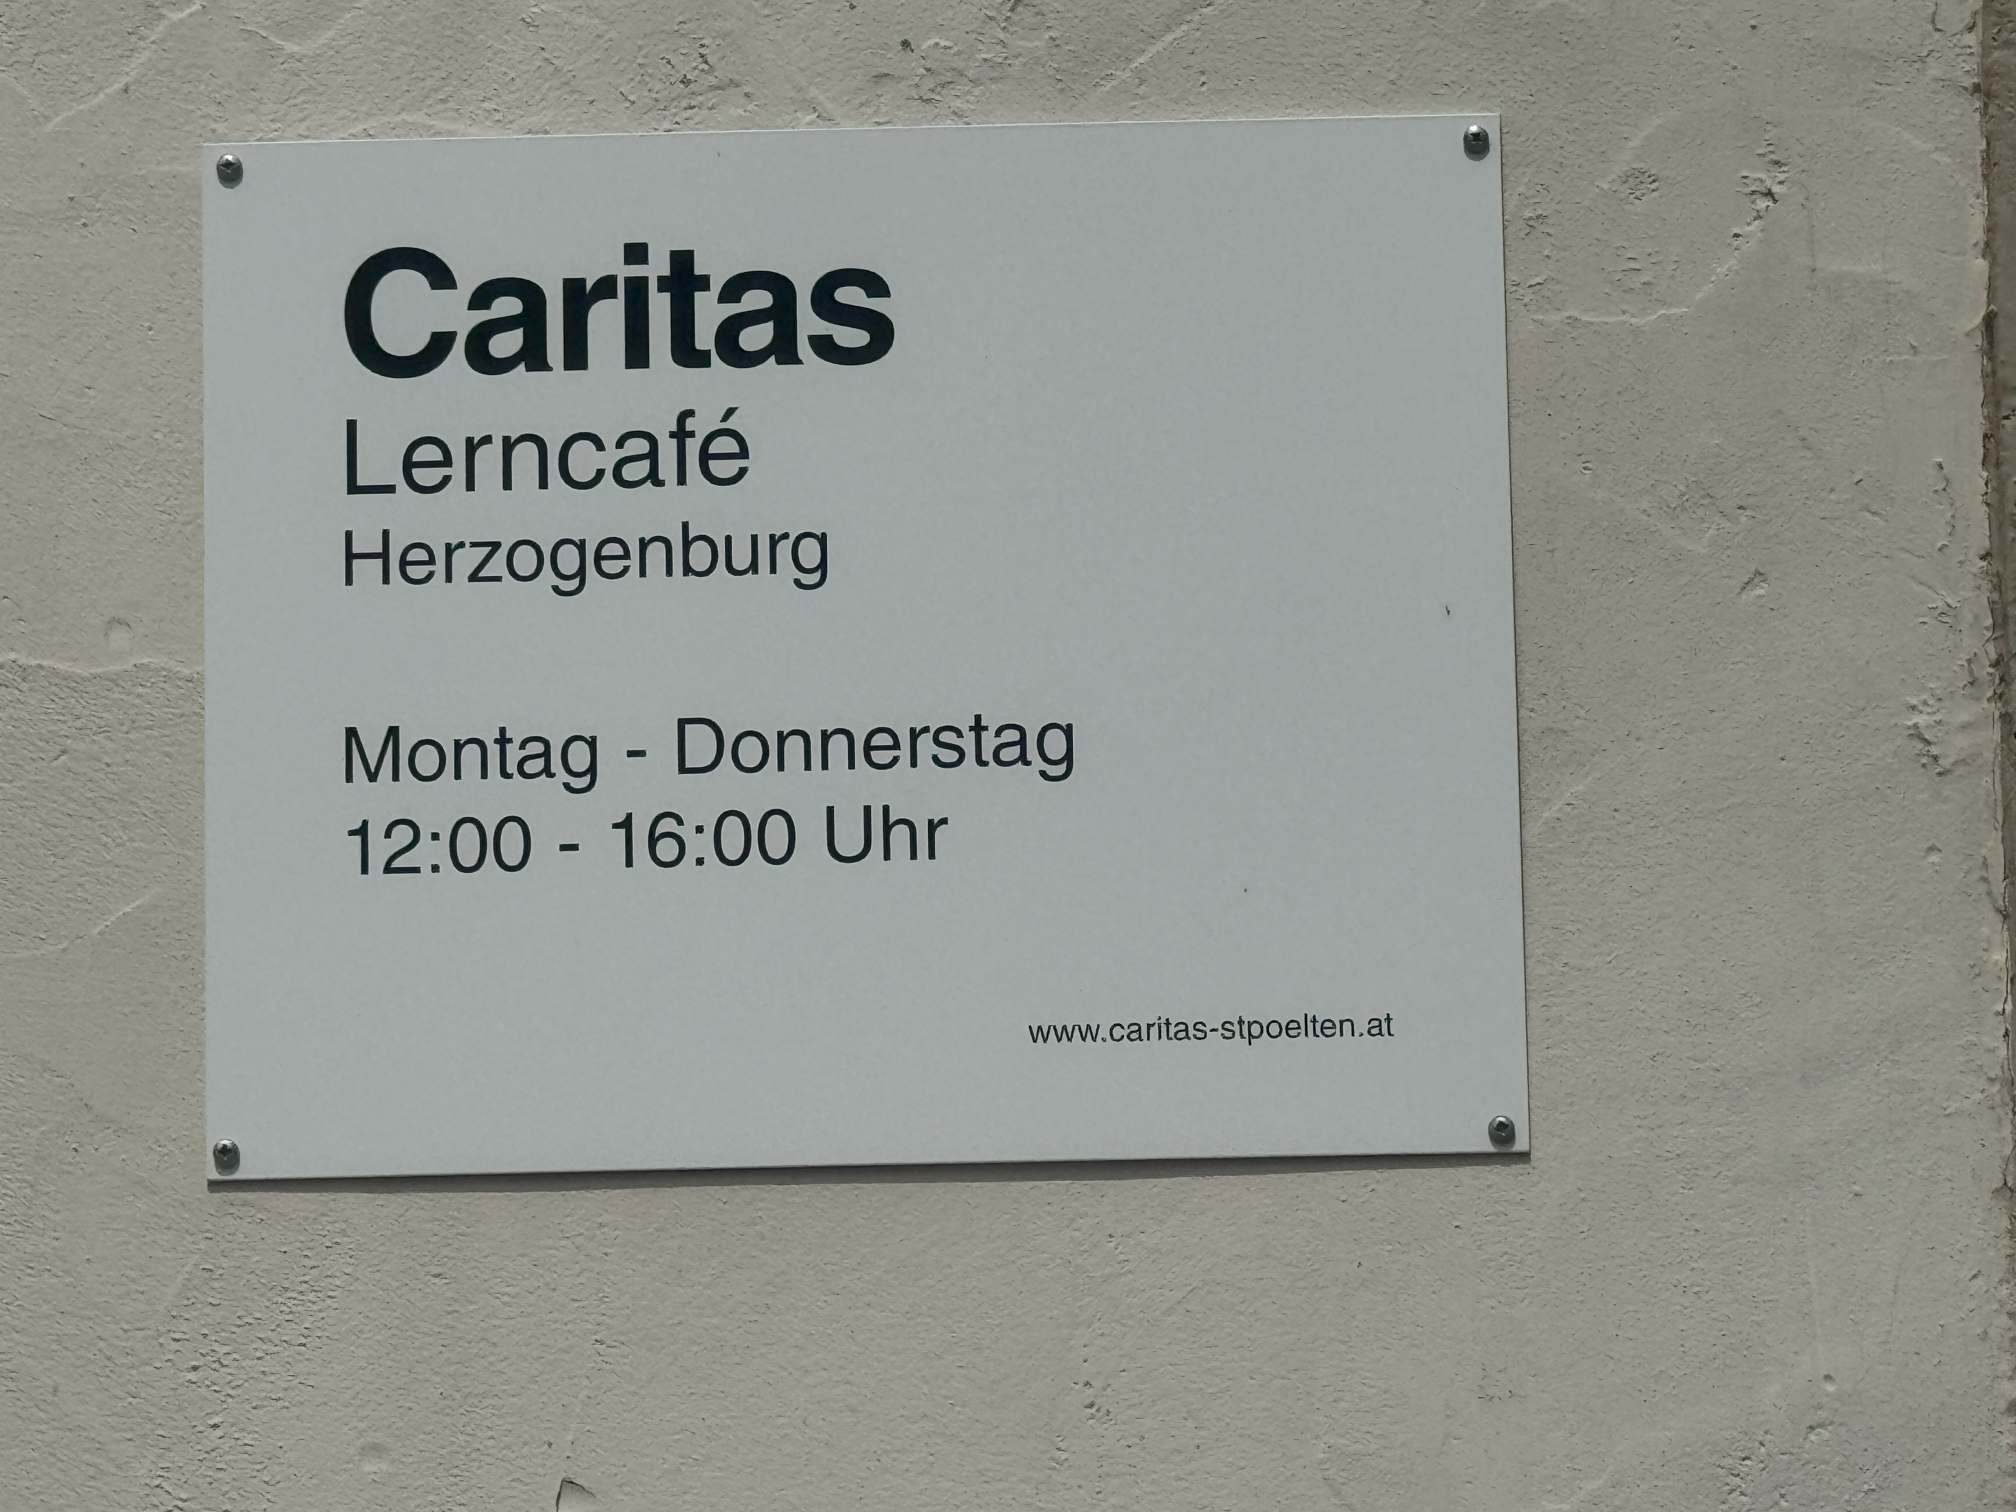 Caritas
Lerncafé
Herzogenburg
Montag - Donnerstag
12:00 - 16:00 Uhr
www.caritas-stpoelten.at